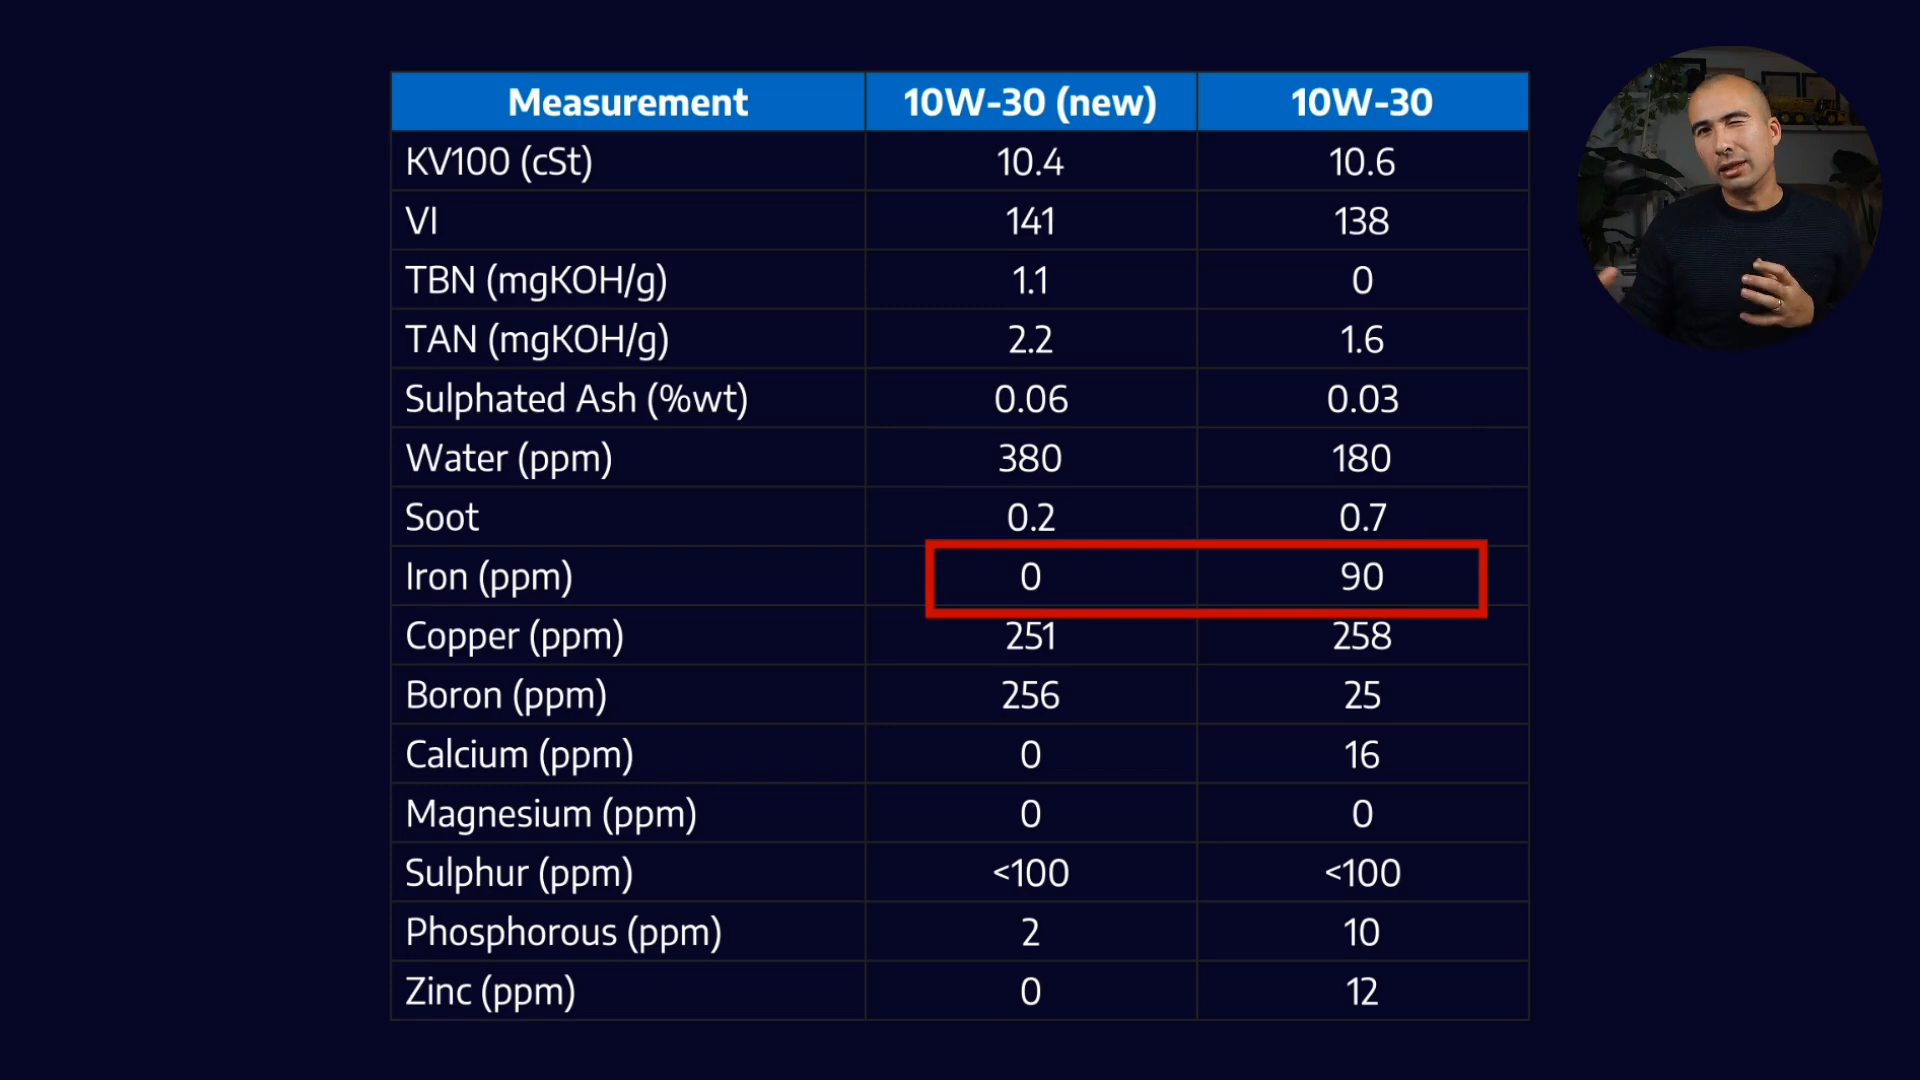 Measurement 10W-30 (new) 10W-30
KV100 (cSt) 10.4 10.6
VI 141 138
TBN (mgKOH/g) 1.1 0
TAN (mgKOH/g) 2.2 1.6
Sulphated Ash (%wt) 0.06 0.03
Water (ppm) 380 180
Soot 0.2 0.7
Iron (ppm) 0 90
Copper (ppm) 251 258
Boron (ppm) 256 25
Calcium (ppm) 0 16
Magnesium (ppm) 0 0
Sulphur (ppm) <100 <100
Phosphorous (ppm) 2 10
Zinc (ppm) 0 12